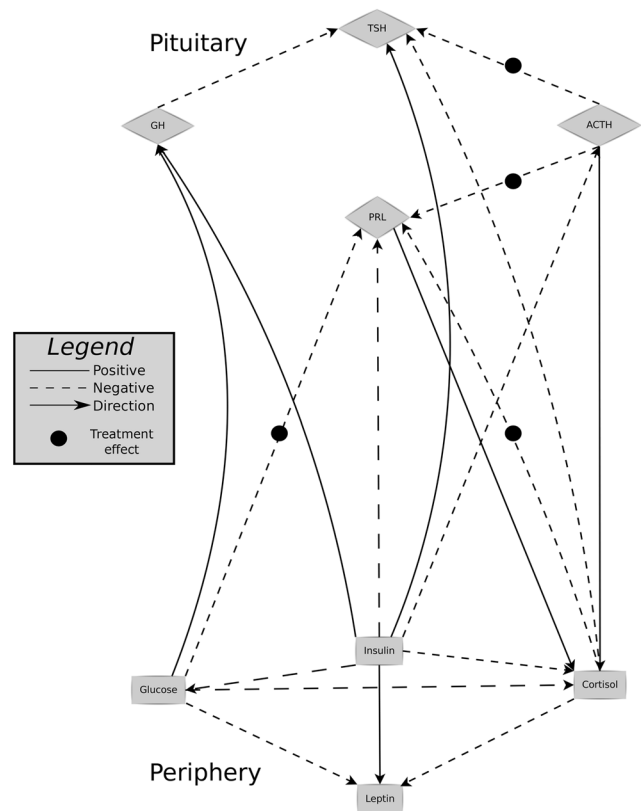 TSH
Pituitary
GH
ACTH
PRL
Legend
Positive
Negative
Direction
Treatment
effect
Insulin
Glucose
Cortisol
Periphery
Leptin